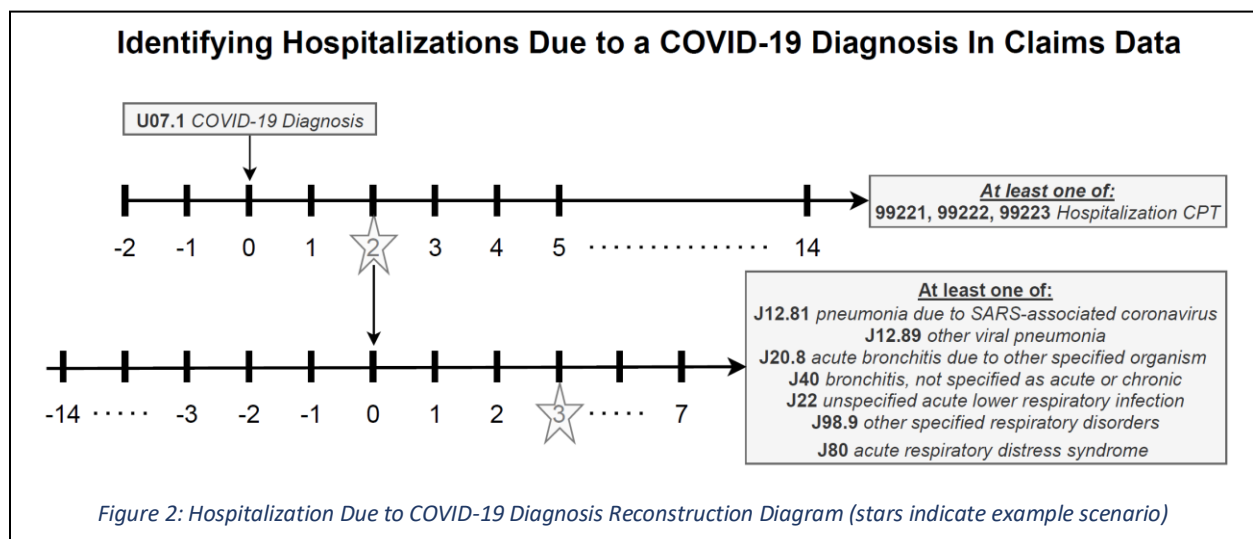 Identifying Hospitalizations Due to a COVID-19 Diagnosis In Claims Data
U07.1 COVID-19 Diagnosis
At least one of:
99221, 99222, 99223 Hospitalization CPT
-2 -1 0 1 2 3 4 5 ................. 14
At least one of:
J12.81 pneumonia due to SARS-associated coronavirus
J12.89 other viral pneumonia
J20.8 acute bronchitis due to other specified organism
J40 bronchitis, not specified as acute or chronic
J22 unspecified acute lower respiratory infection
J98.9 other specified respiratory disorders
J80 acute respiratory distress syndrome
-14 ····· -3 -2 -1 0 1 2 3 ····· 7
Figure 2: Hospitalization Due to COVID-19 Diagnosis Reconstruction Diagram (stars indicate example scenario)